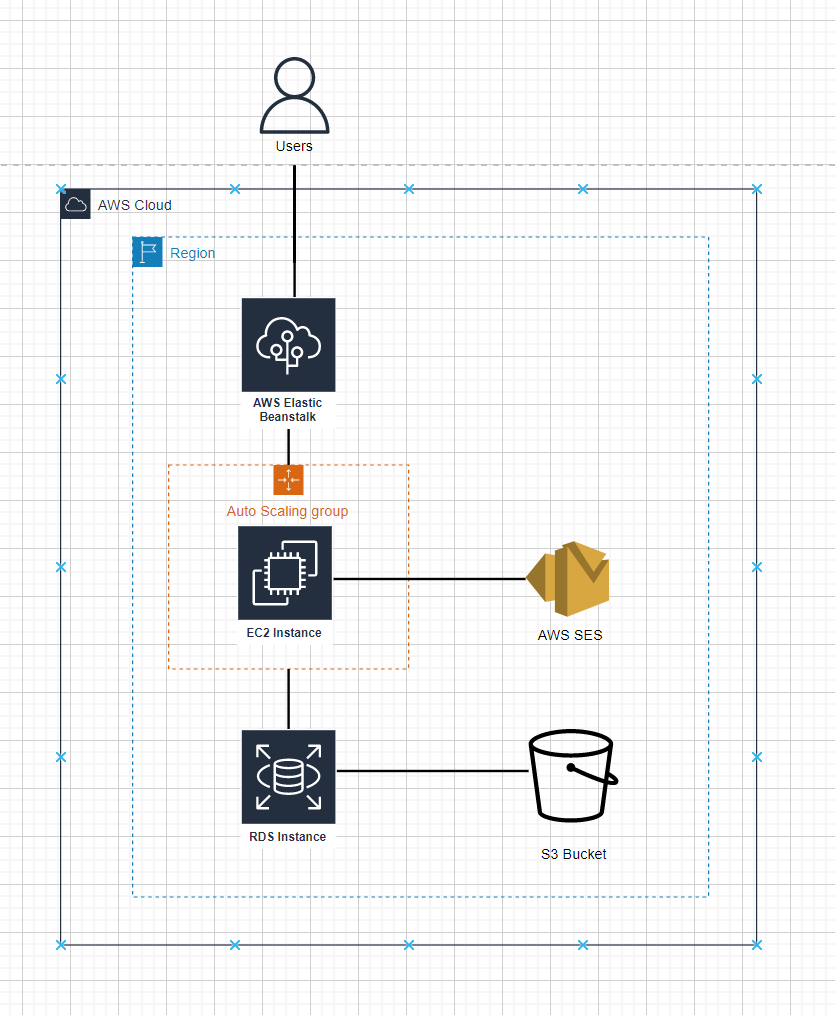 Users
AWS Cloud
Region
AWS Elastic
Beanstalk
Auto Scaling group
EC2 Instance
AWS SES
RDS Instance
S3 Bucket